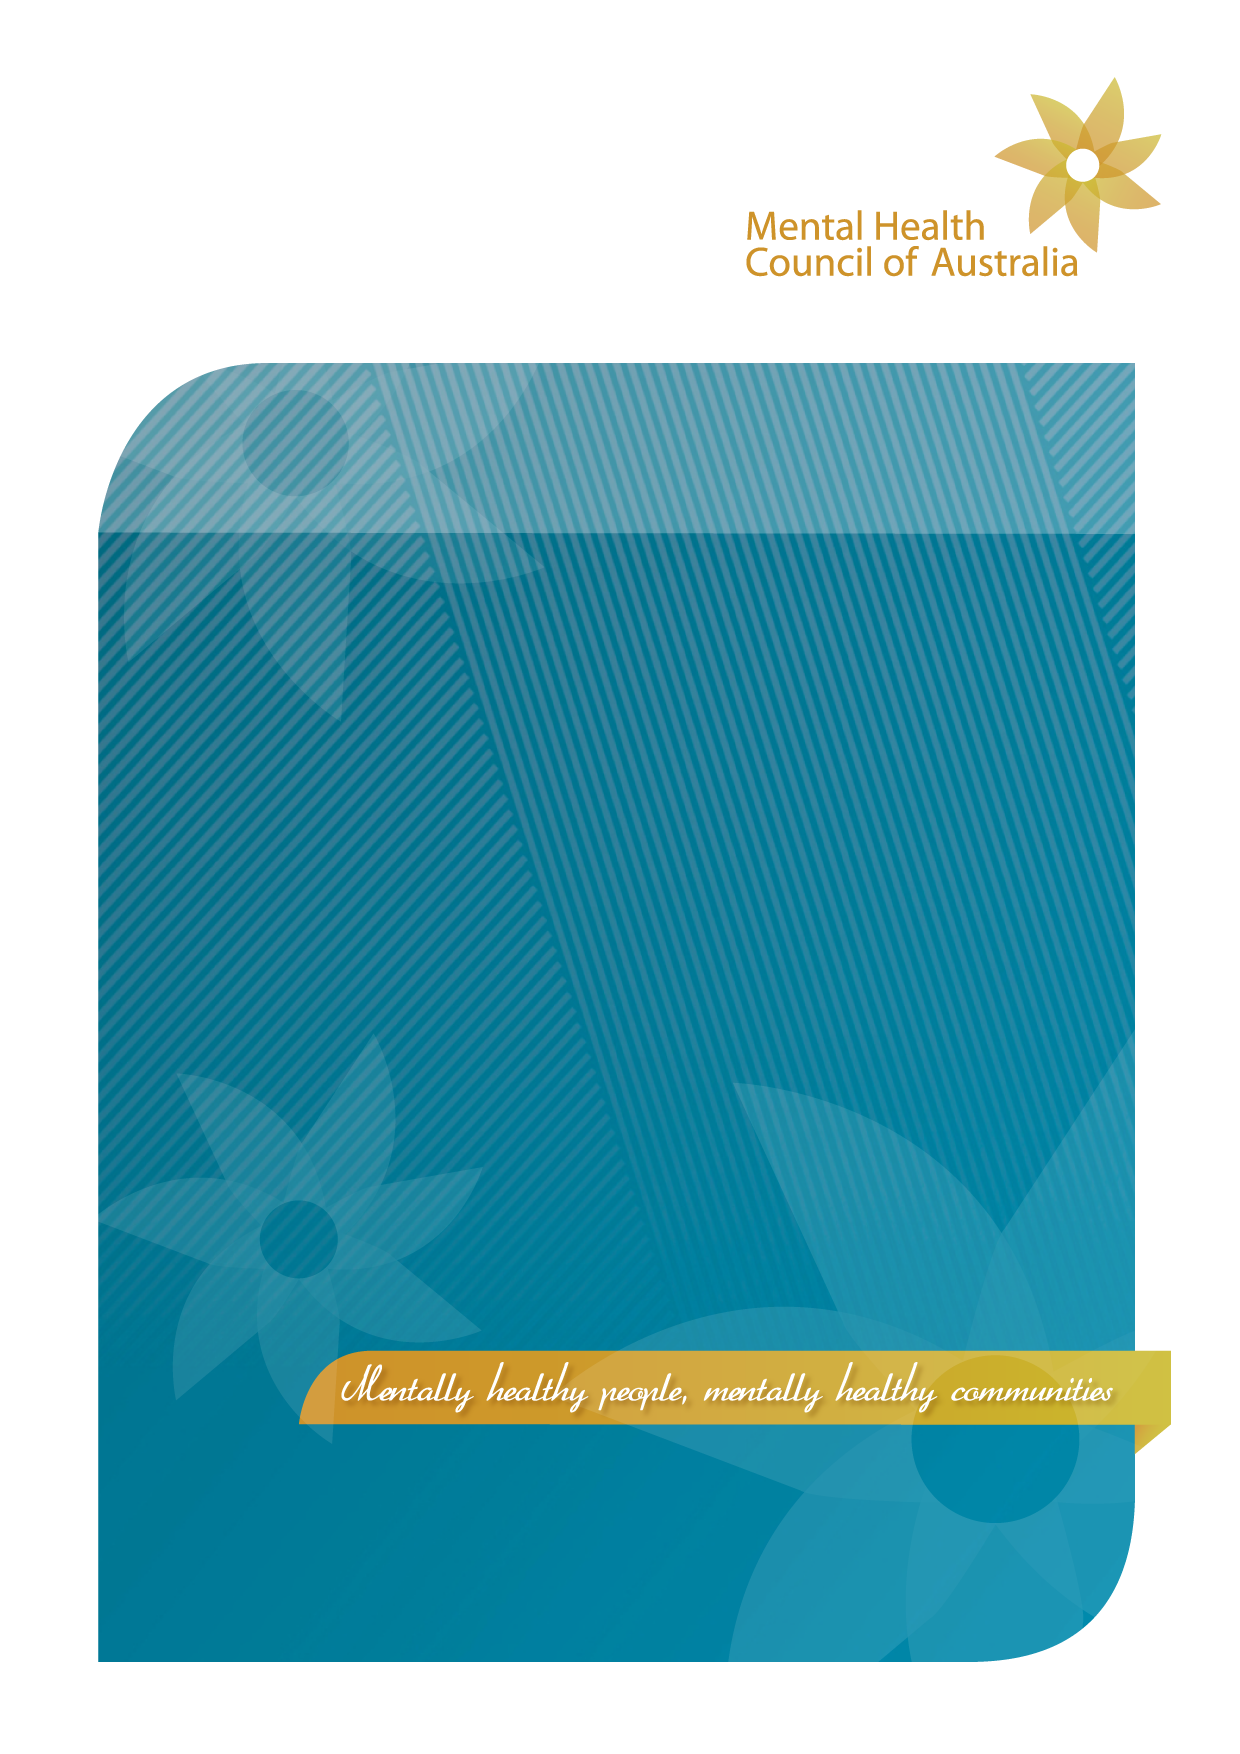 Mental Health
Council of Australia
Mentally healthy people, mentally healthy communities